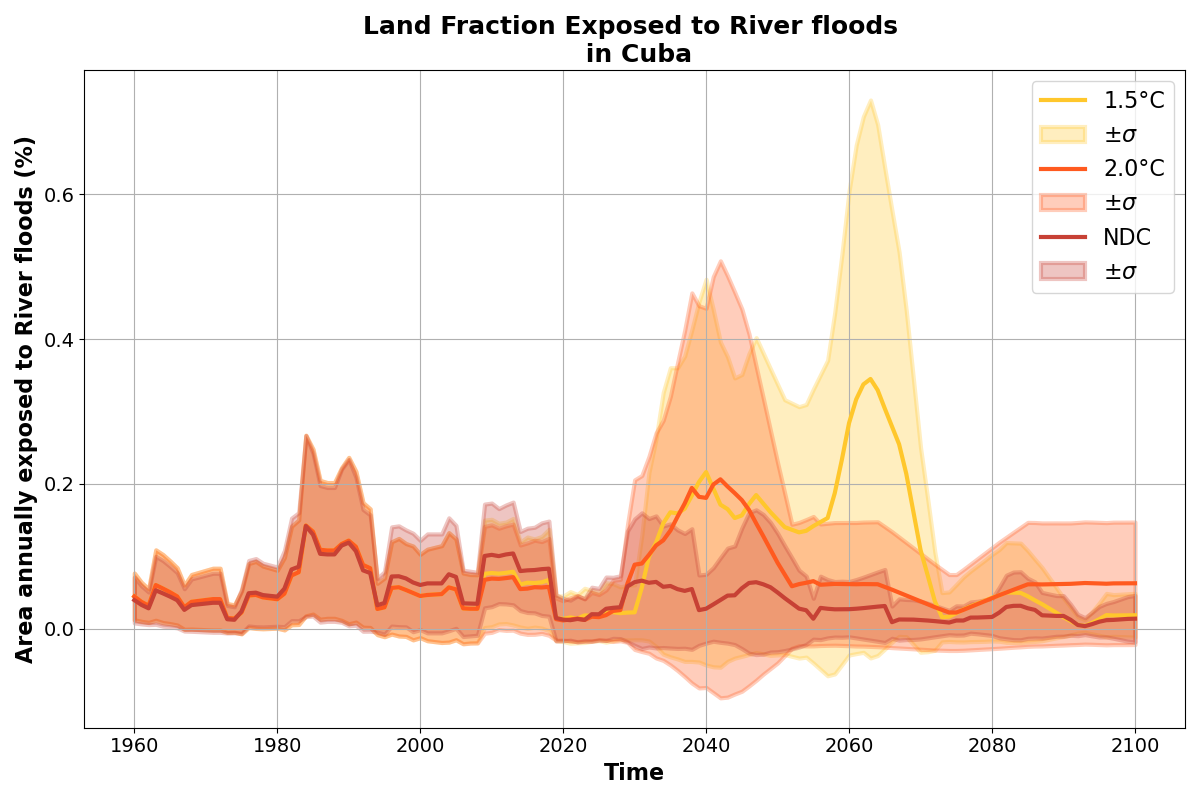 Land Fraction Exposed to River floods
in Cuba
Area annually exposed to River floods (%)
0.6
0.4
0.2
0.0
1960 1980 2000 2020 2040 2060 2080 2100
Time
1.5°C
±σ
2.0°C
±σ
NDC
±σ